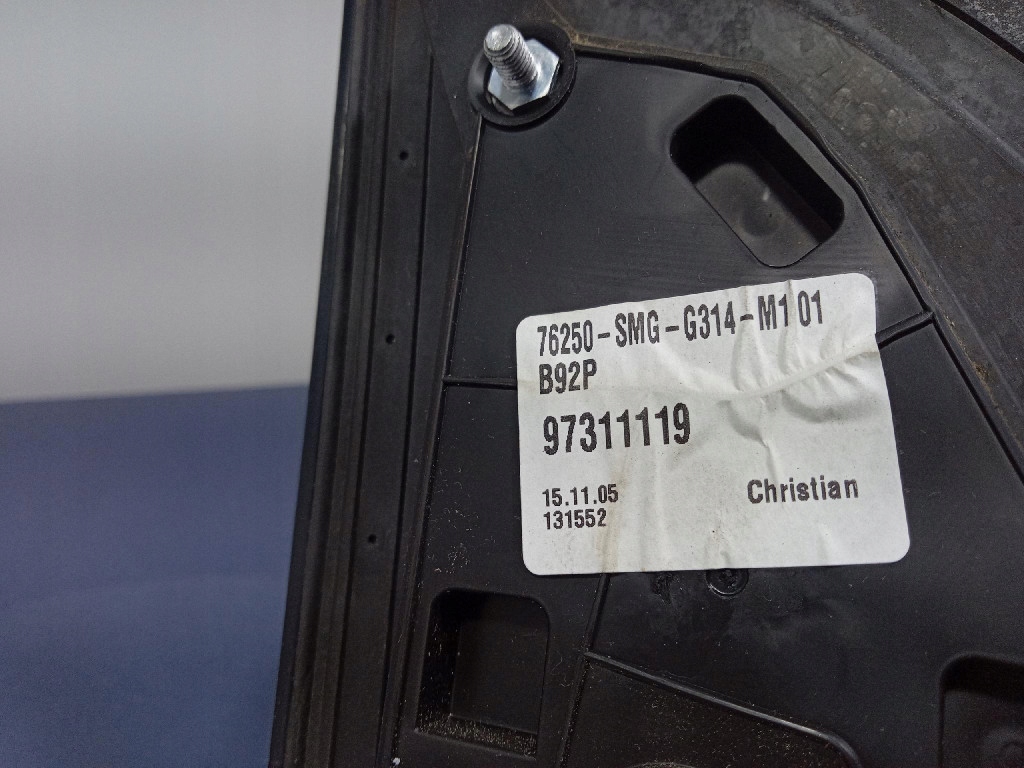 76250-SMG-G314-M1 01
B92P
97311119
15.11.05
Christian
131552